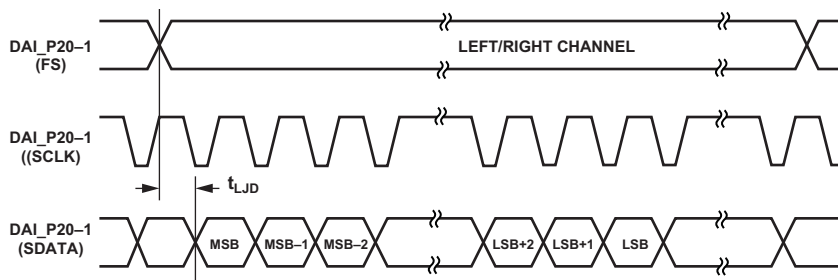 DAI_P20–1
(FS)
LEFT/RIGHT CHANNEL
DAI_P20–1
((SCLK)
tLJD
DAI_P20–1
(SDATA)
MSB MSB–1 MSB–2 LSB+2 LSB+1 LSB